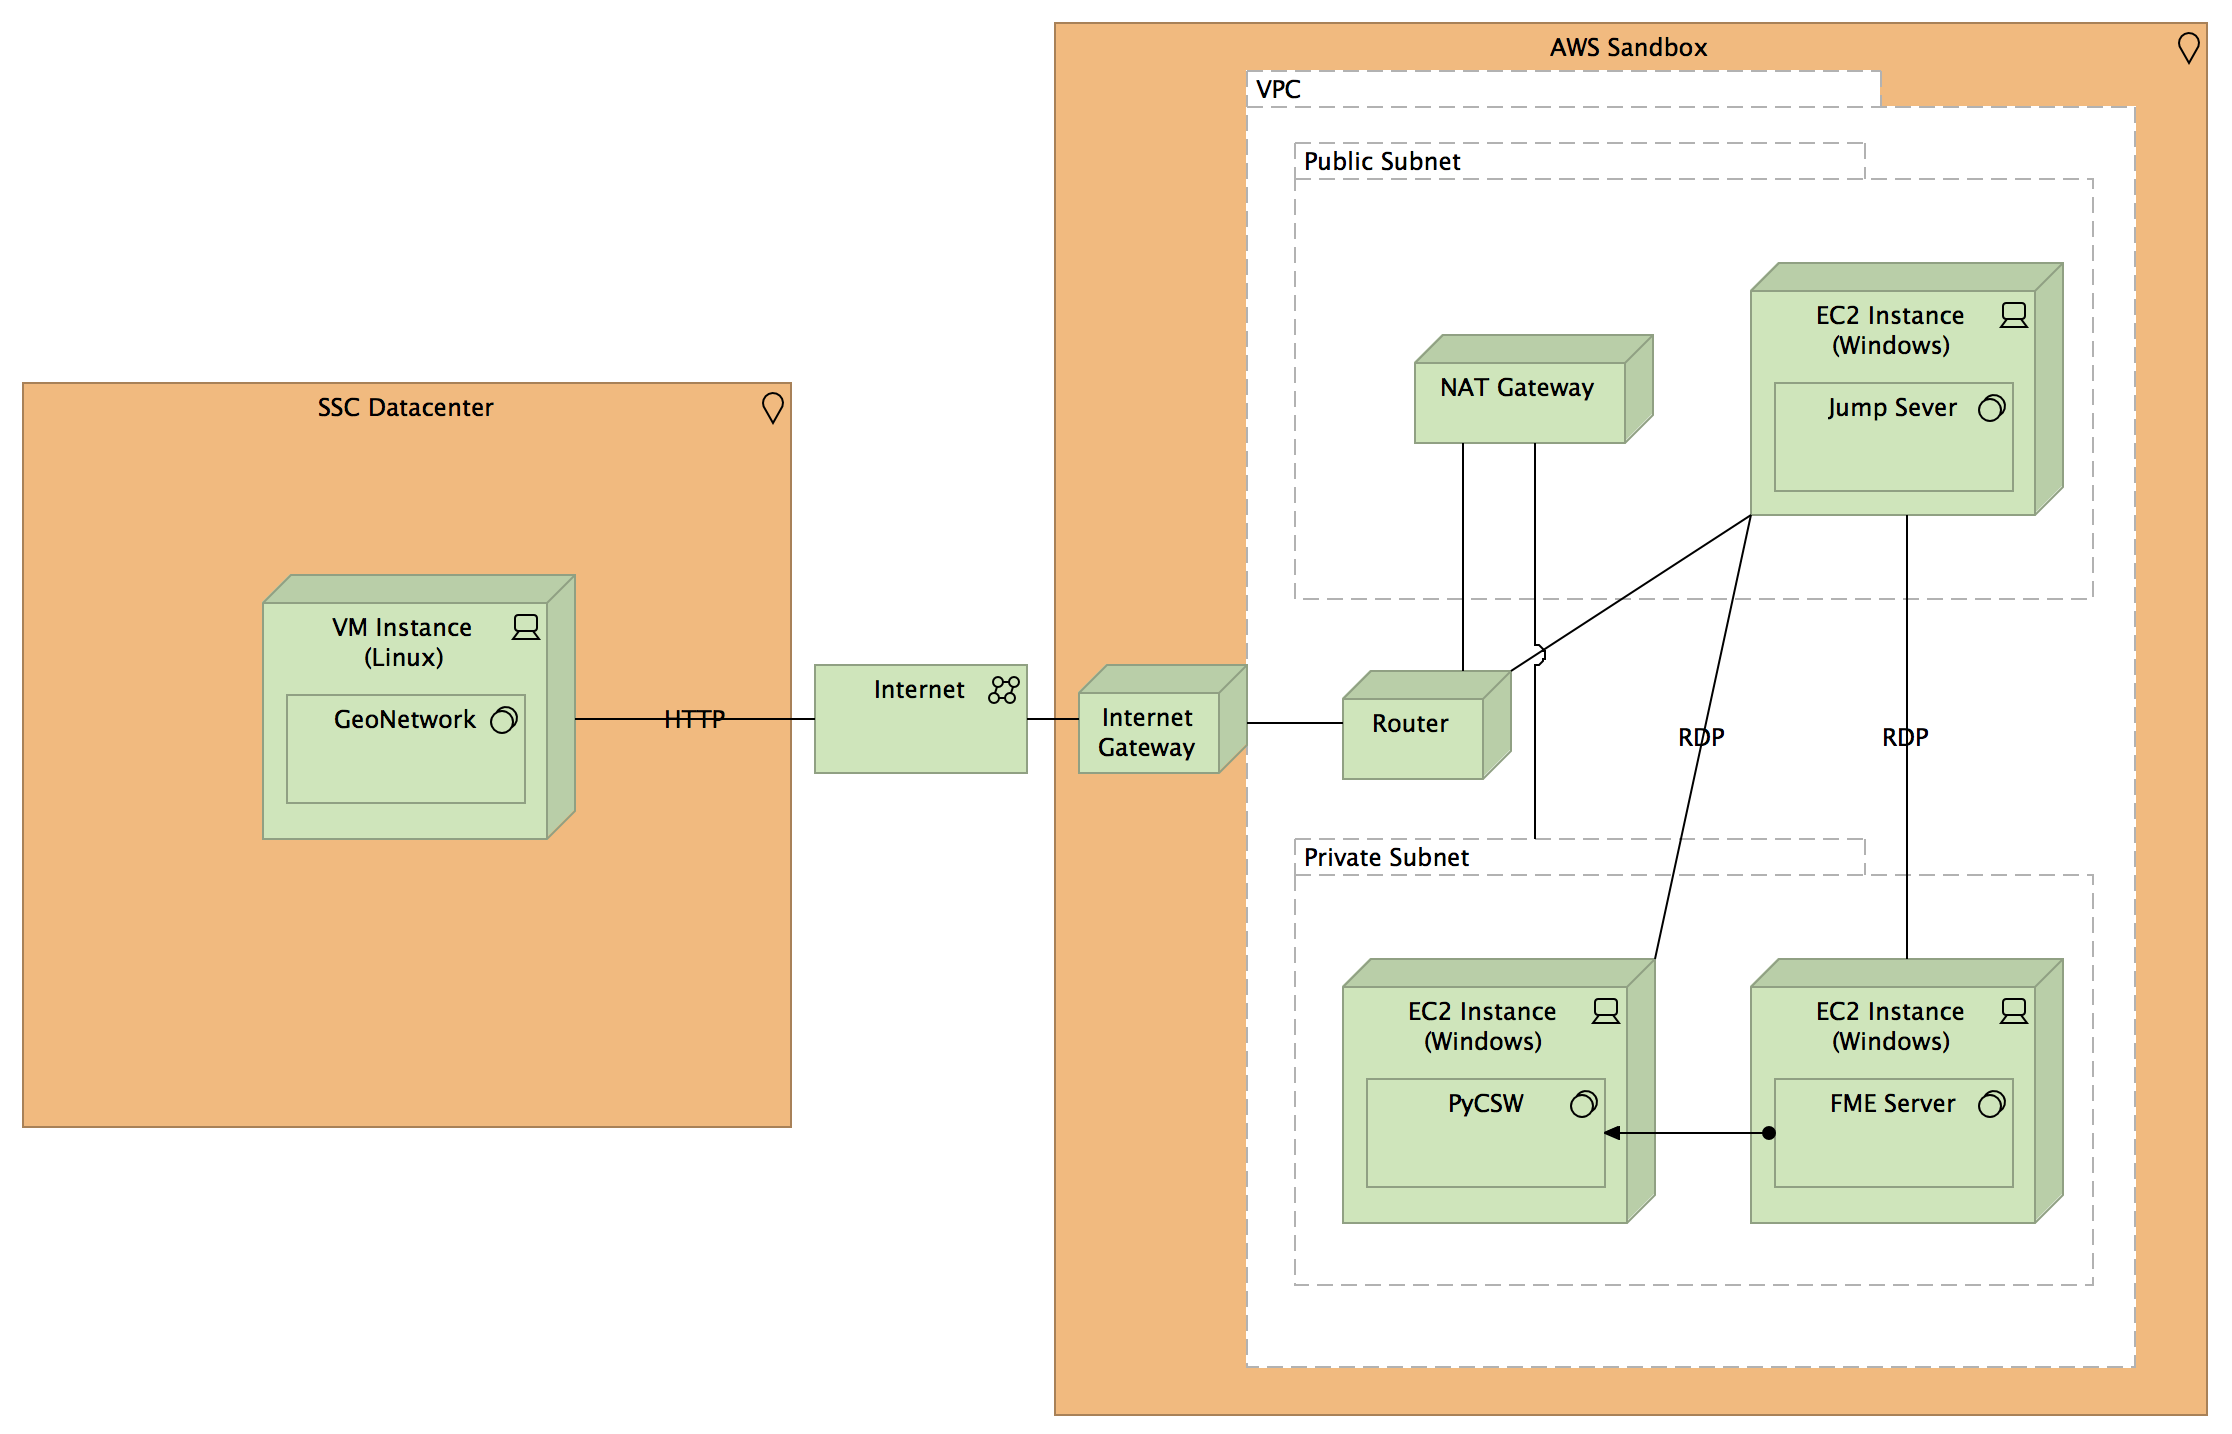 AWS Sandbox
VPC
Public Subnet
EC2 Instance
(Windows)
NAT Gateway
Jump Sever
SSC Datacenter
VM Instance
(Linux)
GeoNetwork
HTTP
Internet
Internet
Gateway
Router
RDP
RDP
Private Subnet
EC2 Instance
(Windows)
PyCSW
EC2 Instance
(Windows)
FME Server